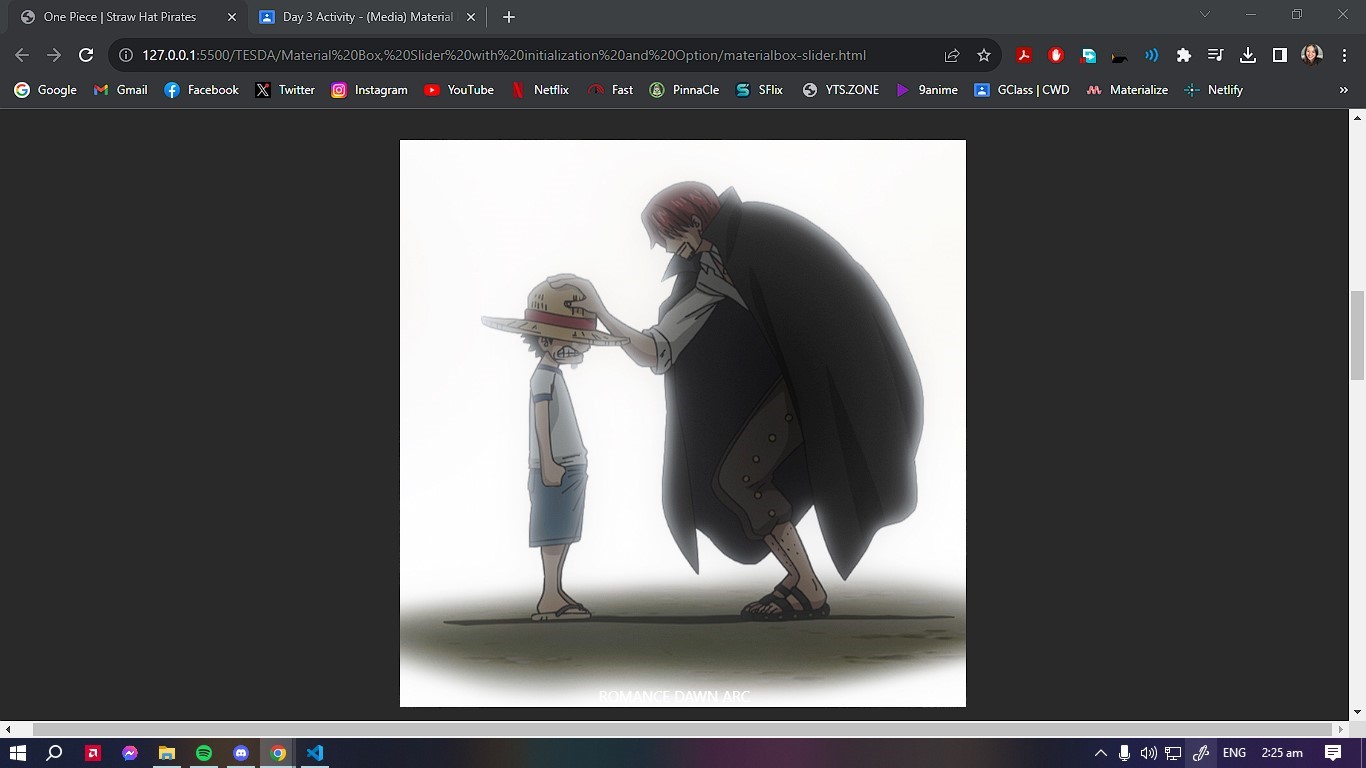 One Piece | Straw Hat Pirates
Day 3 Activity - (Media) Material
127.0.0.1:5500/TESDA/Material%20Box,%20Slider%20with%20initialization%20and%20Option/materialbox-slider.html
Google Gmail Facebook Twitter Instagram YouTube Netflix Fast PinnaCle SFlix YTS.ZONE 9anime GClass | CWD Materialize Netlify »
ROMANCE DAWN ARC
ENG 2:25 am